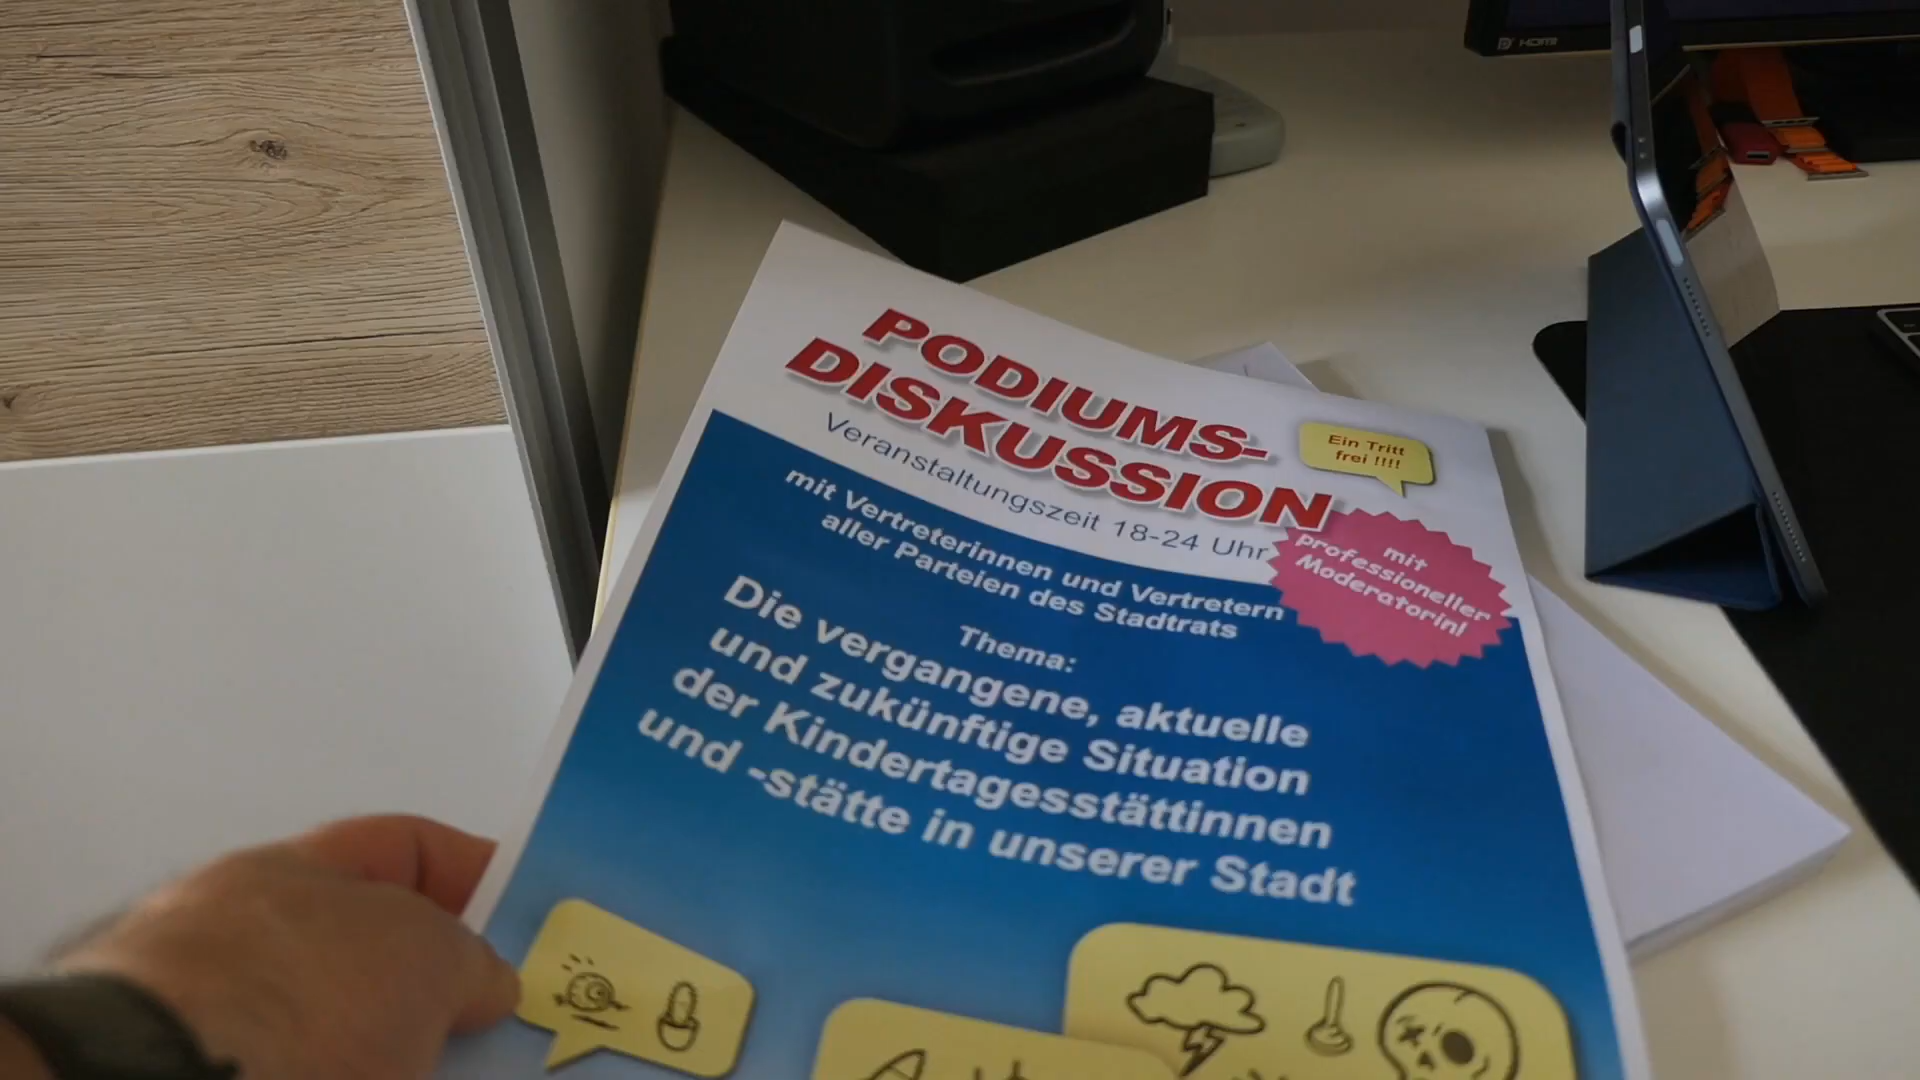 HDMI
PODIUMS-
DISKUSSION
Ein Tritt
frei !!!!
Veranstaltungszeit 18-24 Uhr
mit
professioneller
Moderatorin!
mit Vertreterinnen und Vertretern
aller Parteien des Stadtrats
Thema:
Die vergangene, aktuelle
und zukünftige Situation
der Kindertagesstättinnen
und -stätte in unserer Stadt